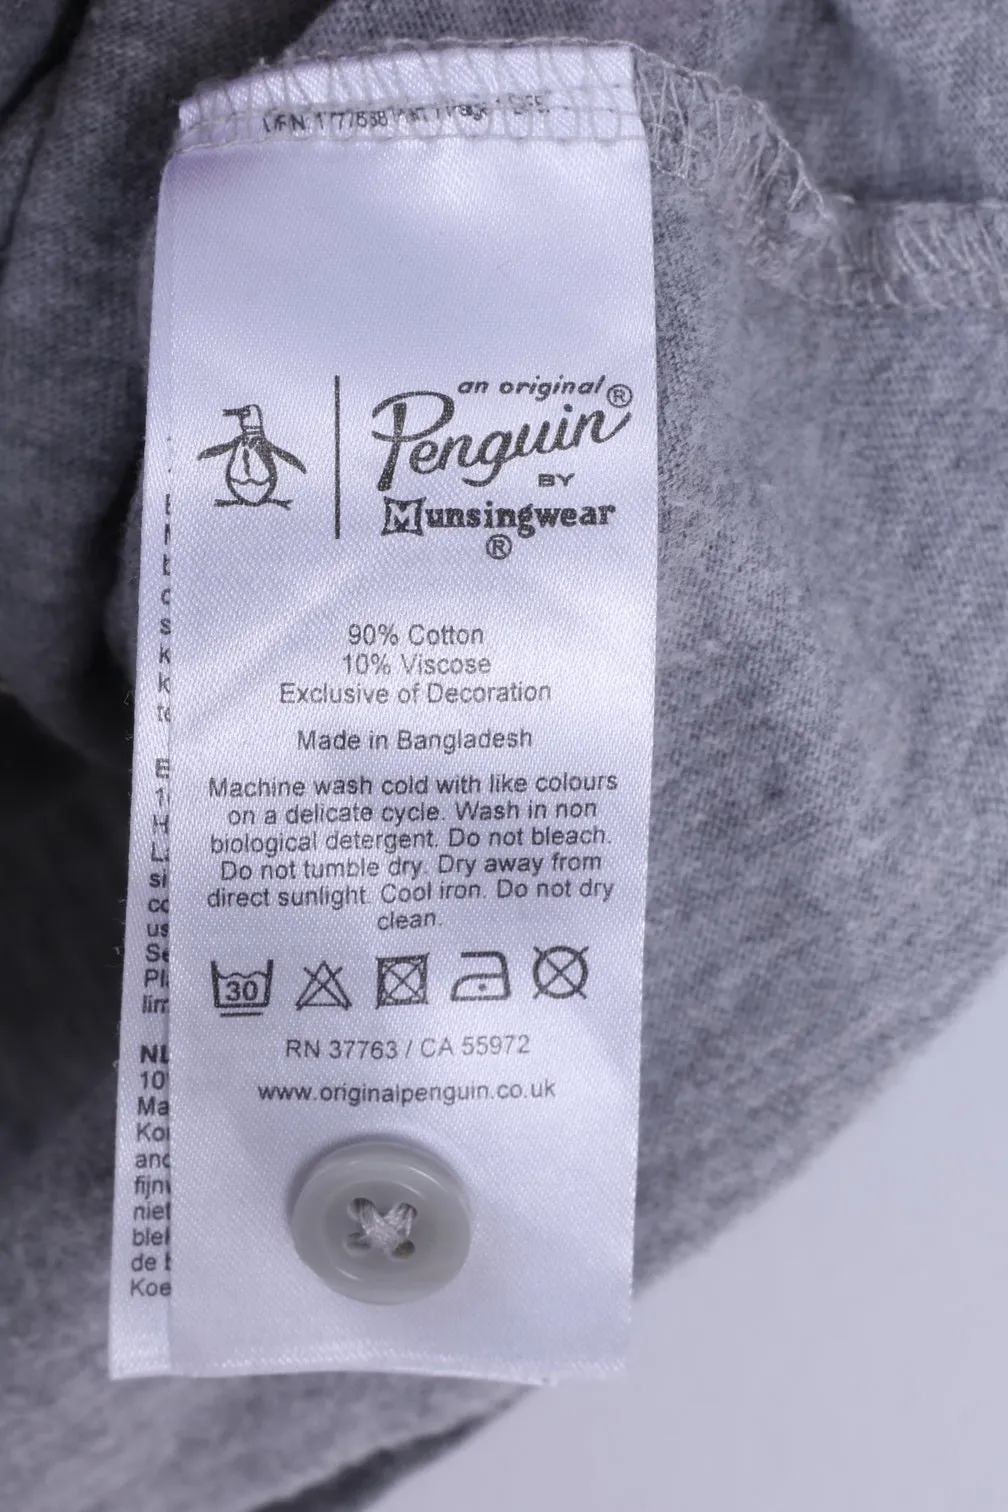 an original®
Penguin®
BY
Munsingwear
®
90% Cotton
10% Viscose
Exclusive of Decoration
Made in Bangladesh
Machine wash cold with like colours
on a delicate cycle. Wash in non
biological detergent. Do not bleach.
Do not tumble dry. Dry away from
direct sunlight. Cool iron. Do not dry
clean.
30
RN 37763 / CA 55972
www.originalpenguin.co.uk
NL